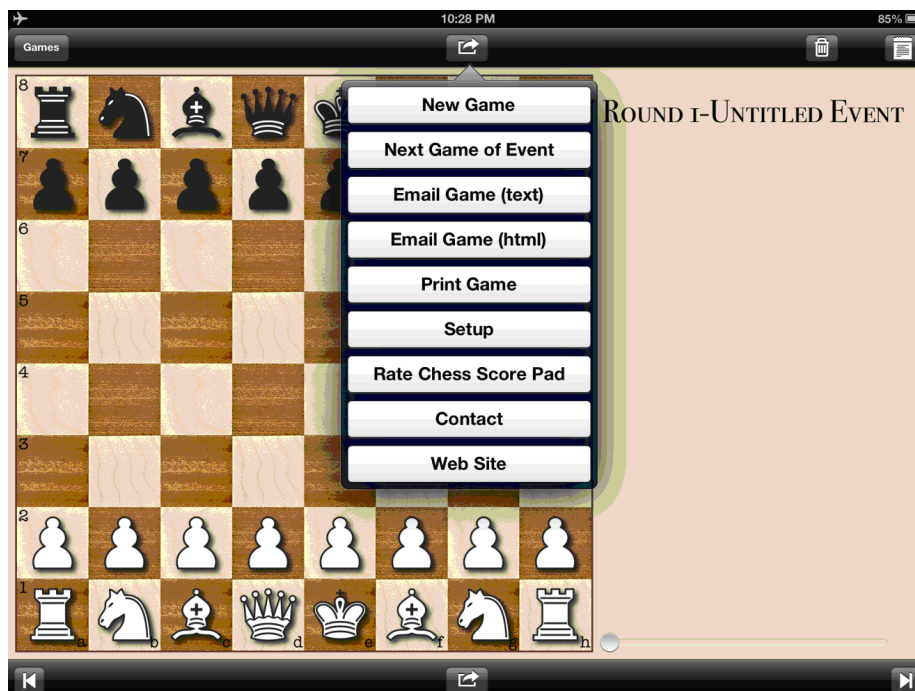 10:28 PM
85%
Games
Round 1-Untitled Event
New Game
Next Game of Event
Email Game (text)
Email Game (html)
Print Game
Setup
Rate Chess Score Pad
Contact
Web Site
8
7
6
5
4
3
2
1
a b c d e f g h